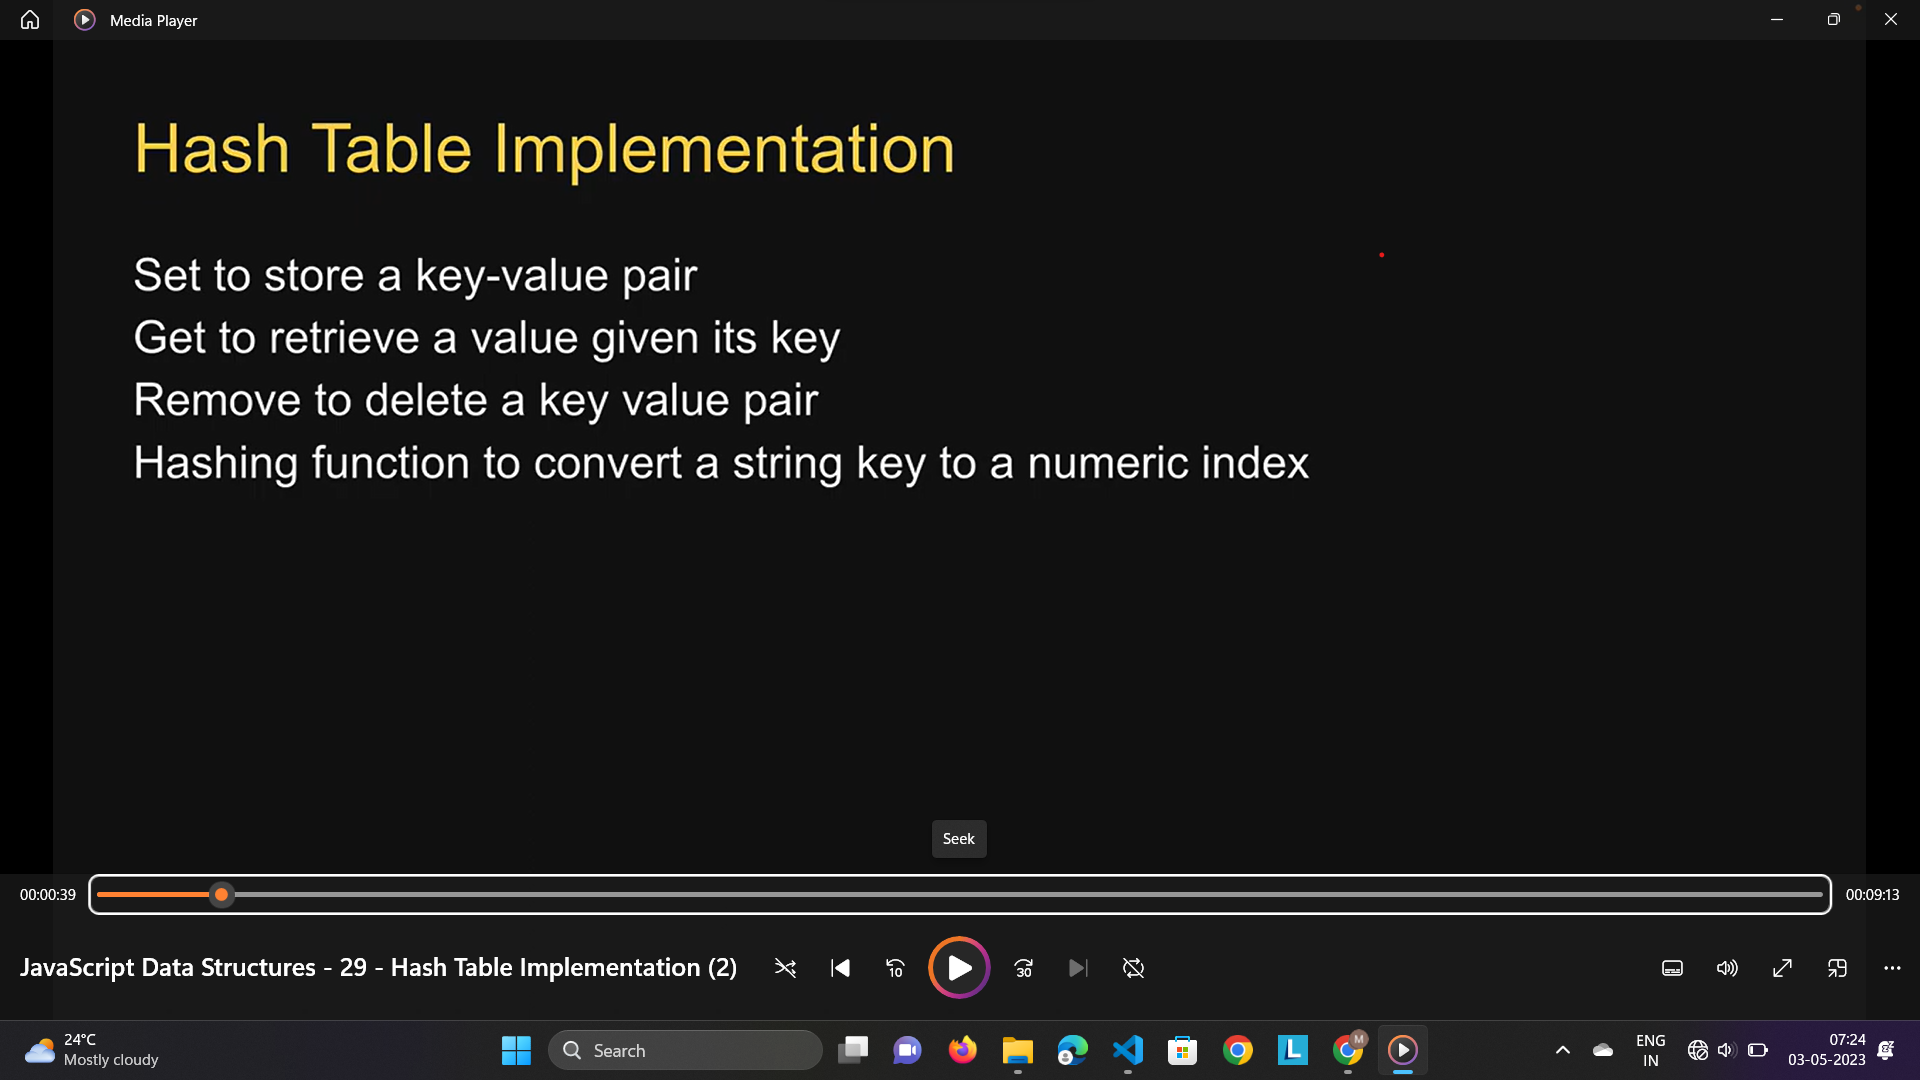 Media Player
Hash Table Implementation
Set to store a key-value pair
Get to retrieve a value given its key
Remove to delete a key value pair
Hashing function to convert a string key to a numeric index
Seek
00:00:39
00:09:13
JavaScript Data Structures - 29 - Hash Table Implementation (2)
10
30
24°C
Mostly cloudy
Search
L
M
ENG
IN
07:24
03-05-2023